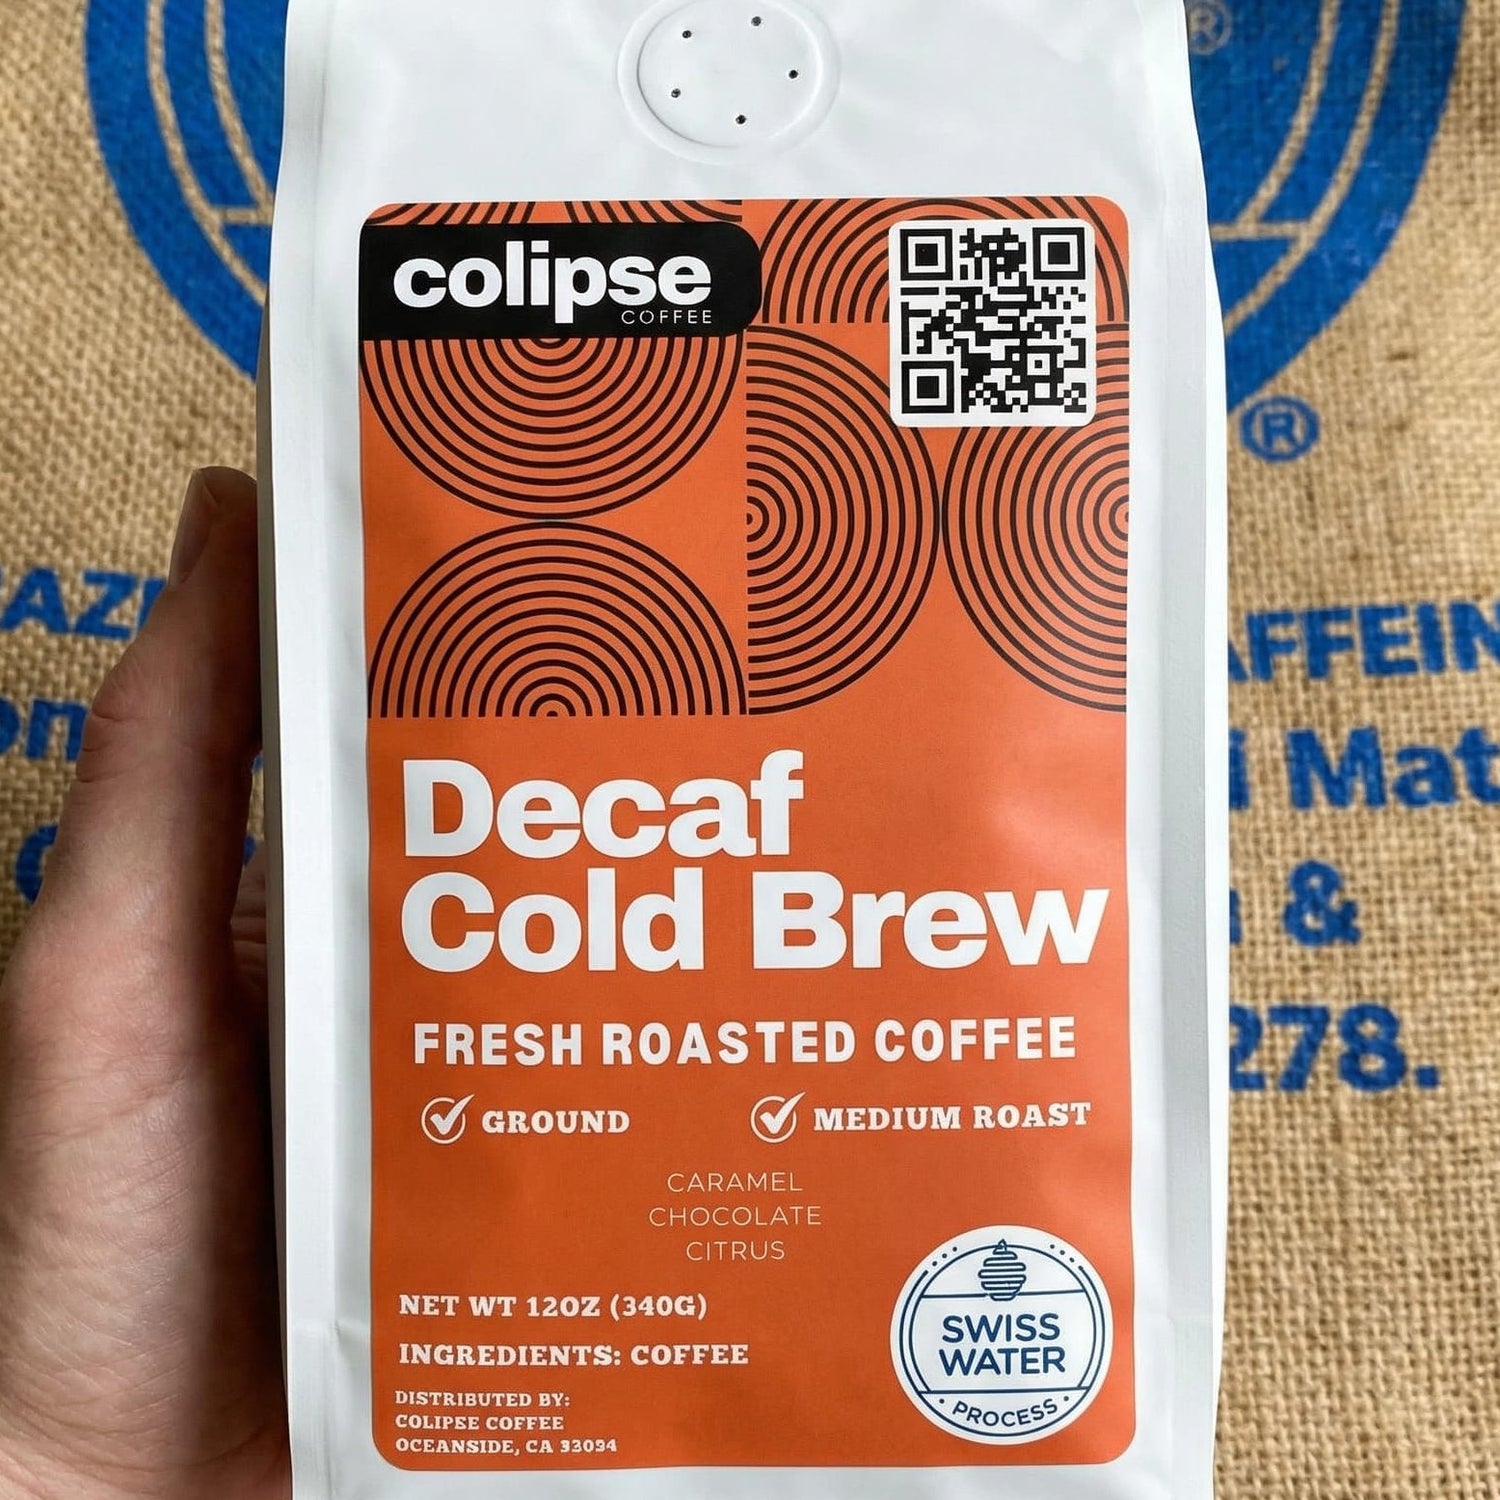 ®
colipse
COFFEE
®
Decaf
Cold Brew
FRESH ROASTED COFFEE
GROUND
MEDIUM ROAST
CARAMEL
CHOCOLATE
CITRUS
NET WT 12OZ (340G)
INGREDIENTS: COFFEE
DISTRIBUTED BY:
COLIPSE COFFEE
OCEANSIDE, CA 33054
SWISS
WATER
PROCESS
AFFEIN
Mat
&
278.